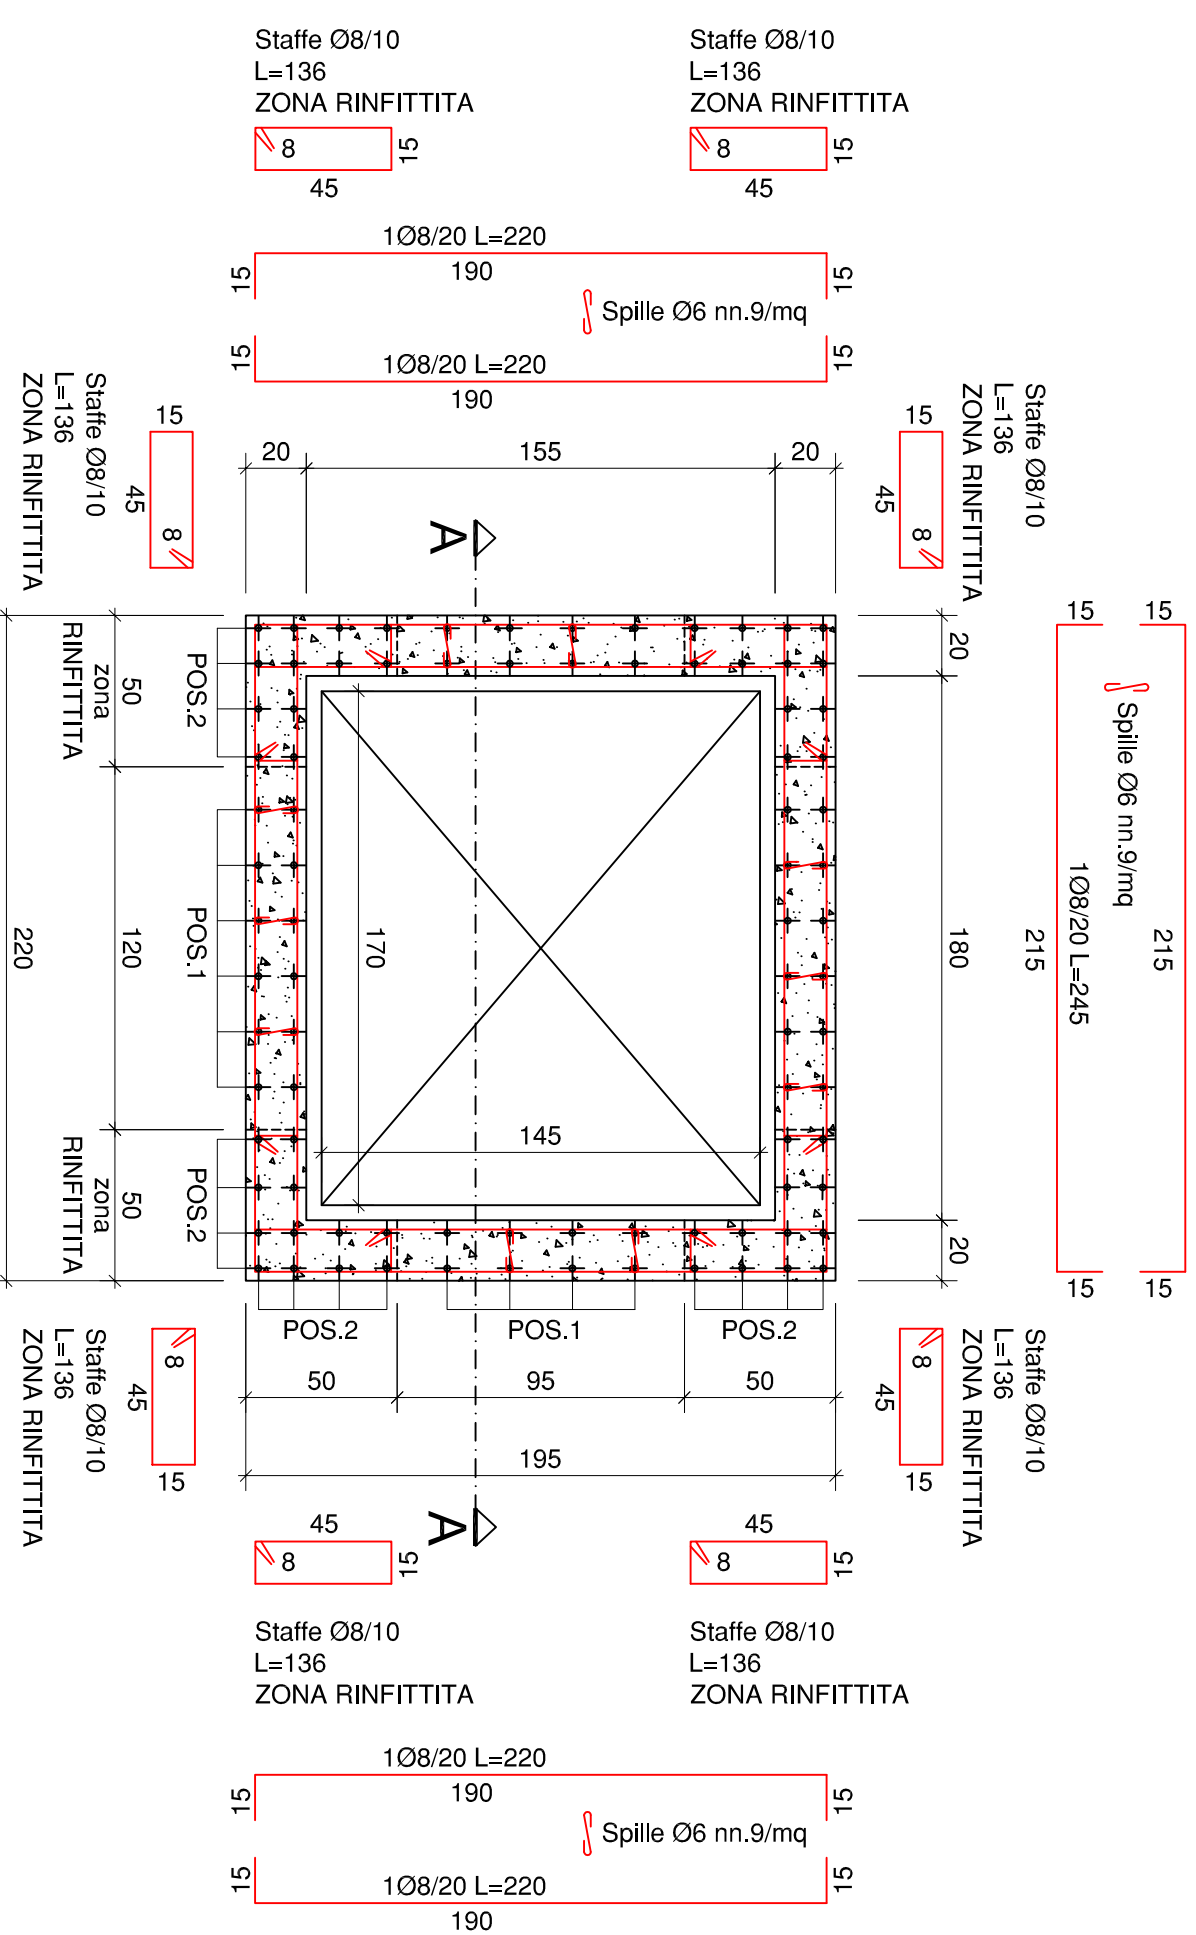 Staffe Ø8/10
L=136
ZONA RINFITTITA
8
15
45
Staffe Ø8/10
L=136
ZONA RINFITTITA
8
15
45
1Ø8/20 L=220
190
15
15
Spille Ø6 nn.9/mq
1Ø8/20 L=220
190
15
15
Staffe Ø8/10
L=136
ZONA RINFITTITA
15
45
8
Staffe Ø8/10
L=136
ZONA RINFITTITA
15
45
8
20
155
20
A
15
15
215
Spille Ø6 nn.9/mq
1Ø8/20 L=245
215
15
15
20
180
20
170
145
POS.2
POS.1
POS.2
50
zona
RINFITTITA
120
50
zona
RINFITTITA
220
POS.2
POS.1
POS.2
50
95
50
195
A
Staffe Ø8/10
L=136
ZONA RINFITTITA
8
45
15
Staffe Ø8/10
L=136
ZONA RINFITTITA
8
45
15
45
8
15
Staffe Ø8/10
L=136
ZONA RINFITTITA
45
8
15
Staffe Ø8/10
L=136
ZONA RINFITTITA
1Ø8/20 L=220
190
15
15
Spille Ø6 nn.9/mq
1Ø8/20 L=220
190
15
15